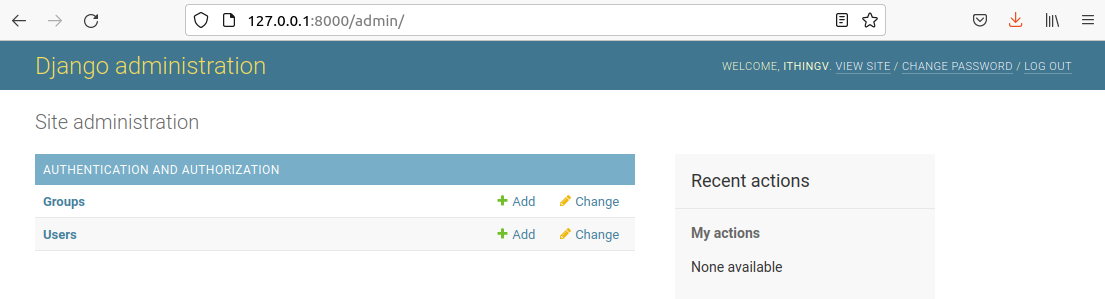 127.0.0.1:8000/admin/
Django administration
WELCOME, ITHINGV. VIEW SITE / CHANGE PASSWORD / LOG OUT
Site administration
AUTHENTICATION AND AUTHORIZATION
Groups Add Change
Users Add Change
Recent actions
My actions
None available